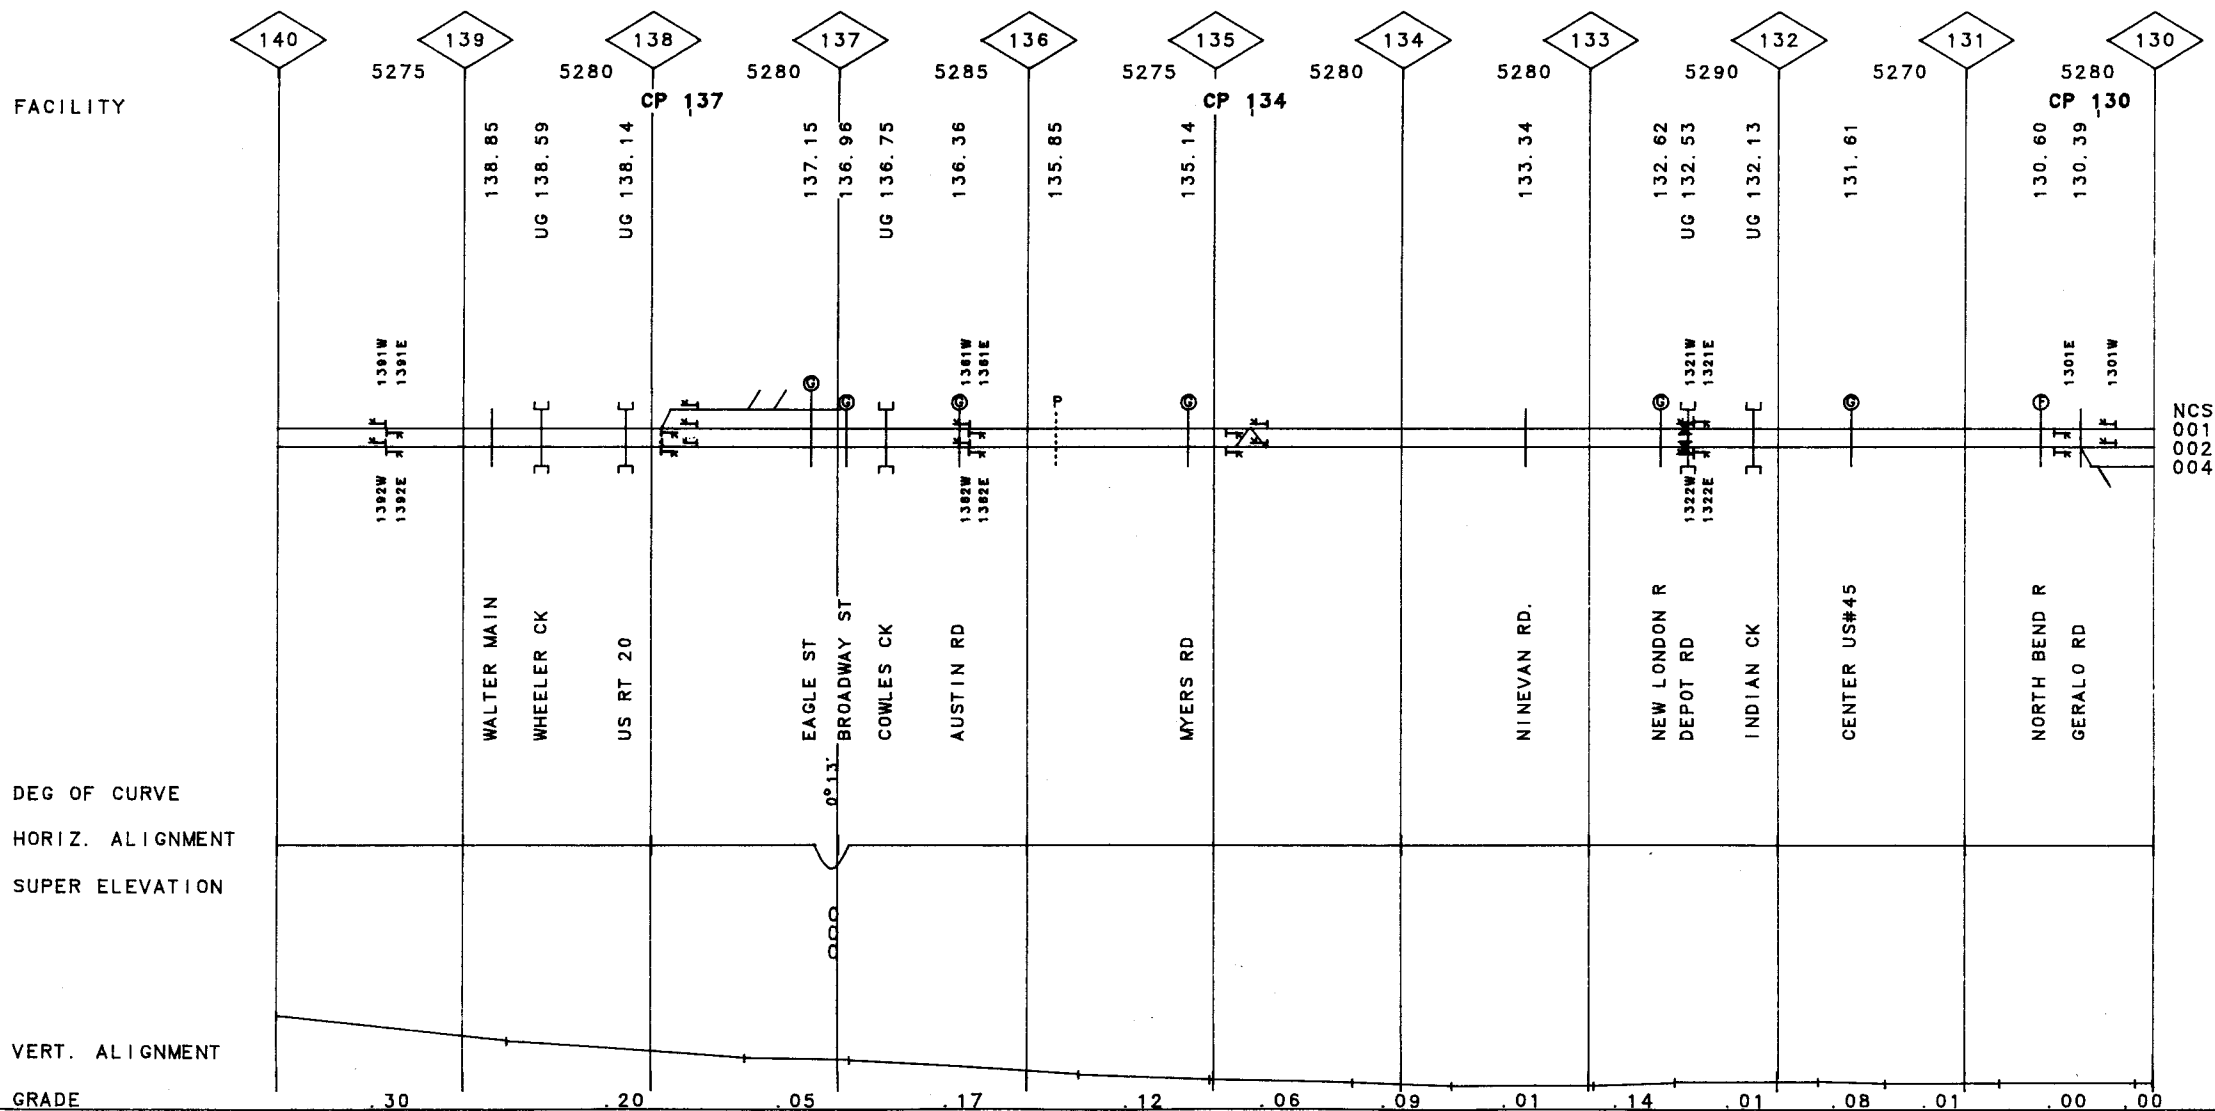 140 139 138 137 136 135 134 133 132 131 130
5275 5280 5280 5285 5275 5280 5280 5290 5270 5280
FACILITY
CP 137 CP 134 CP 130
138.85
UG 138.59
UG 138.14
137.15
136.96
UG 136.75
136.36
135.85
135.14
133.34
132.62
UG 132.53
UG 132.13
131.61
130.60
130.39
1391W
1391E
1361W
1361E
1321W
1321E
1301E
1301W
G G G P G G G F
NCS
001
002
004
1392W
1392E
1362W
1362E
1322W
1322E
WALTER MAIN
WHEELER CK
US RT 20
EAGLE ST
BROADWAY ST
COWLES CK
AUSTIN RD
MYERS RD
NINEVAN RD.
NEW LONDON R
DEPOT RD
INDIAN CK
CENTER US#45
NORTH BEND R
GERALO RD
0°13'
DEG OF CURVE
HORIZ. ALIGNMENT
SUPER ELEVATION
0
0
0
VERT. ALIGNMENT
GRADE .30 .20 .05 .17 .12 .06 .09 .01 .14 .01 .08 .01 .00 .00